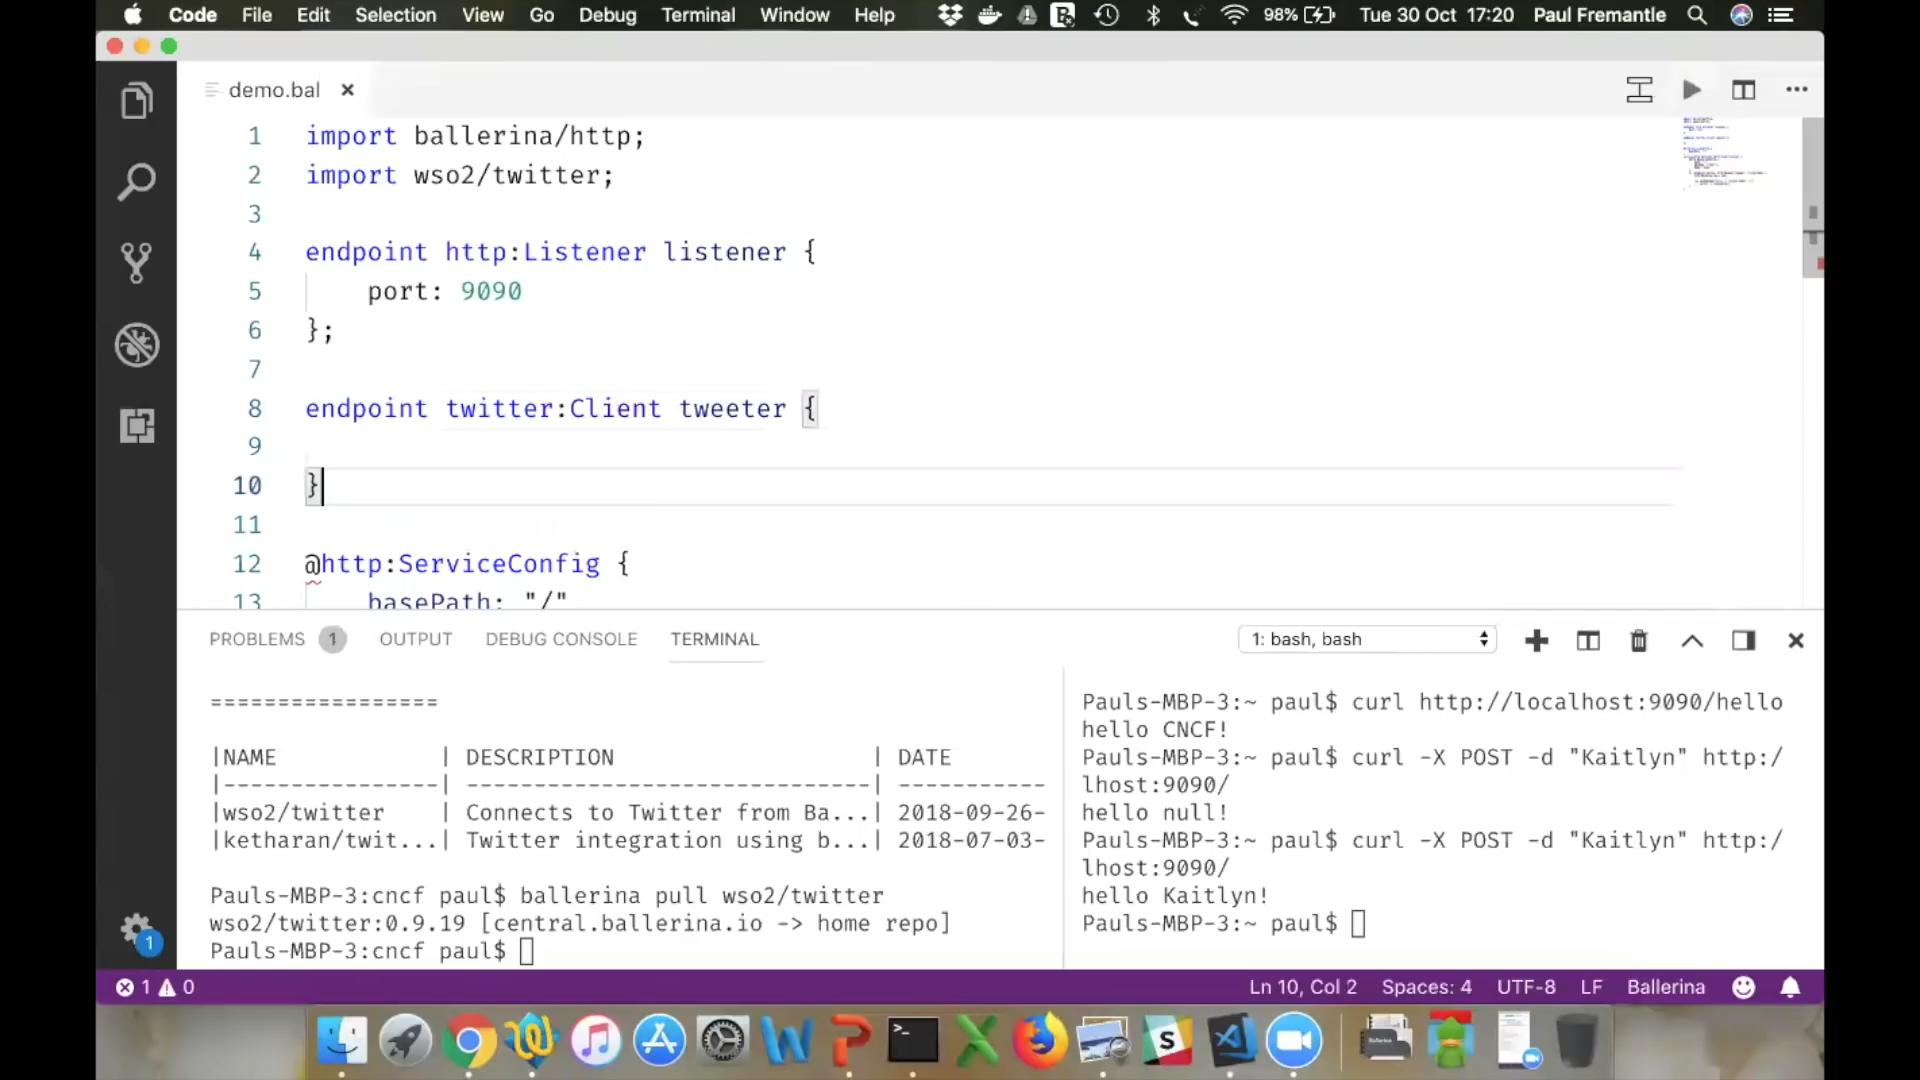 Code File Edit Selection View Go Debug Terminal Window Help 98% Tue 30 Oct 17:20 Paul Fremantle
demo.bal
1 import ballerina/http;
2 import wso2/twitter;
3
4 endpoint http:Listener listener {
5 port: 9090
6 };
7
8 endpoint twitter:Client tweeter {
9
10 }
11
12 @http:ServiceConfig {
13 basePath: "/"
PROBLEMS 1 OUTPUT DEBUG CONSOLE TERMINAL 1: bash, bash
=================
|NAME | DESCRIPTION | DATE
|-----------------| ------------------------------| -----------
|wso2/twitter | Connects to Twitter from Ba...| 2018-09-26-
|ketharan/twit...| Twitter integration using b...| 2018-07-03-
Pauls-MBP-3:cncf paul$ ballerina pull wso2/twitter
wso2/twitter:0.9.19 [central.ballerina.io -> home repo]
Pauls-MBP-3:cncf paul$
Pauls-MBP-3:~ paul$ curl http://localhost:9090/hello
hello CNCF!
Pauls-MBP-3:~ paul$ curl -X POST -d "Kaitlyn" http:/
lhost:9090/
hello null!
Pauls-MBP-3:~ paul$ curl -X POST -d "Kaitlyn" http:/
lhost:9090/
hello Kaitlyn!
Pauls-MBP-3:~ paul$
1
1 0 Ln 10, Col 2 Spaces: 4 UTF-8 LF Ballerina